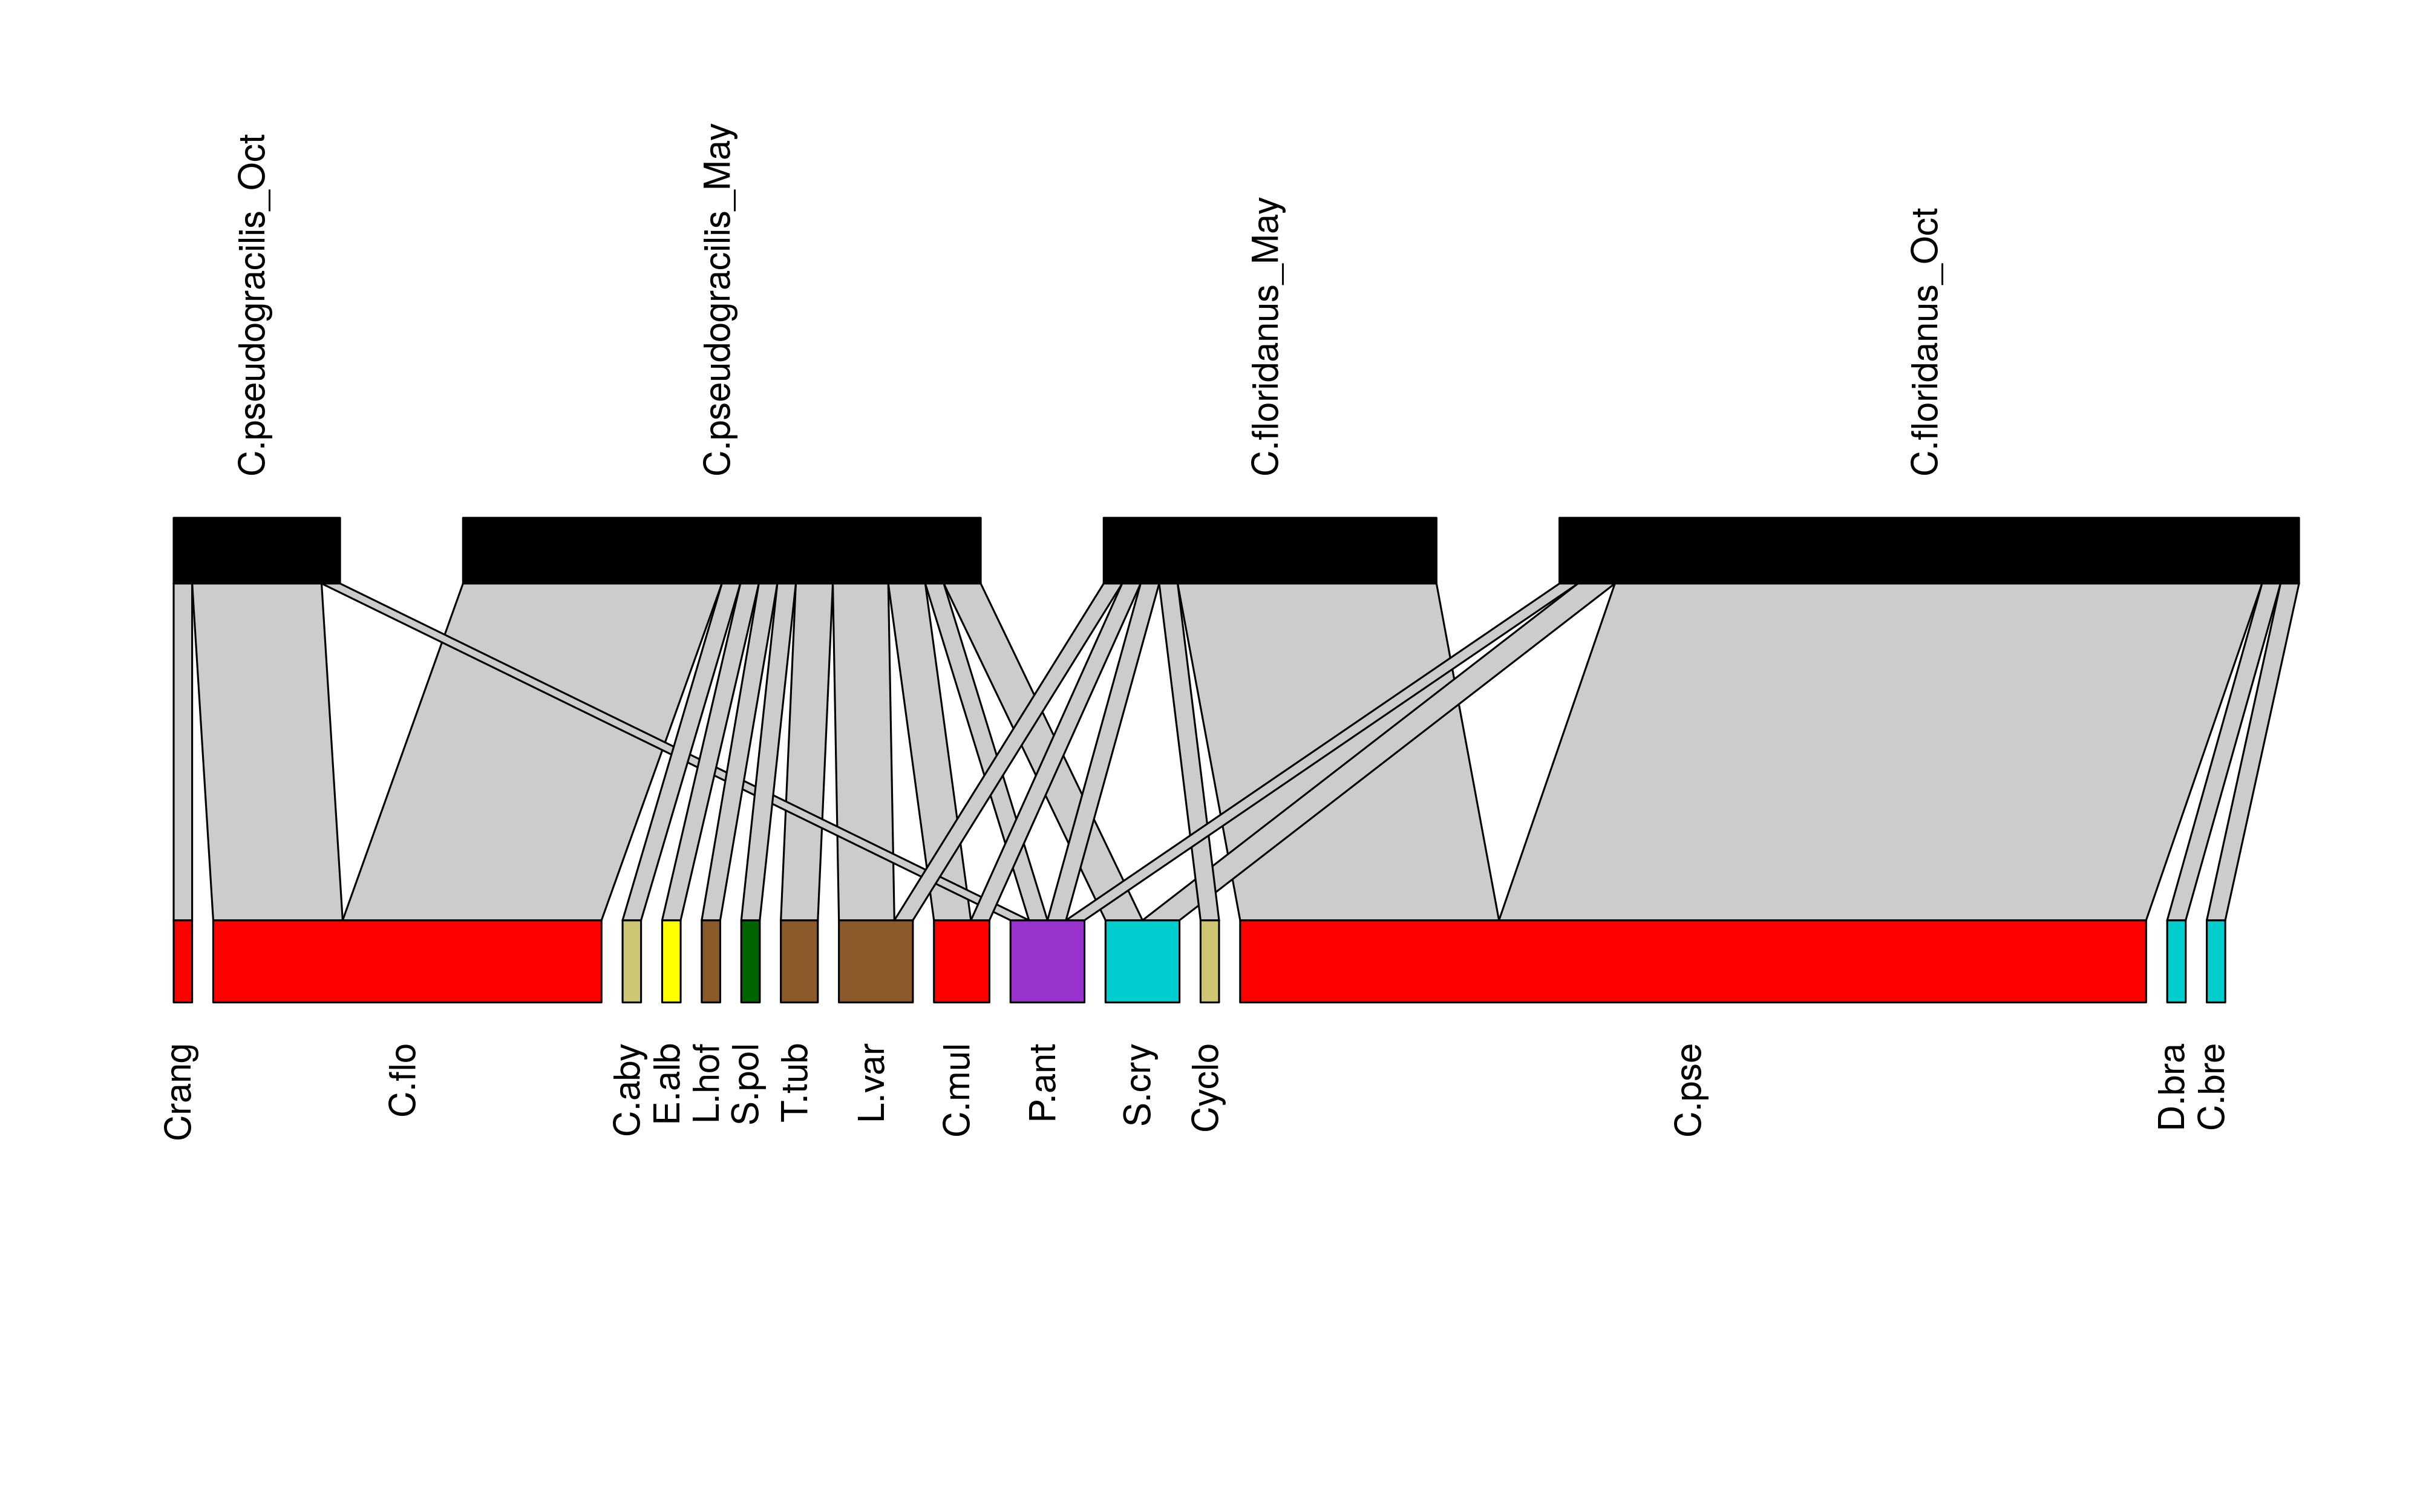 C.pseudogracilis_Oct
C.pseudogracilis_May
C.floridanus_May
C.floridanus_Oct
Crang
C.flo
C.aby
E.alb
L.hof
S.pol
T.tub
L.var
C.mul
P.ant
S.cry
Cyclo
C.pse
D.bra
C.bre